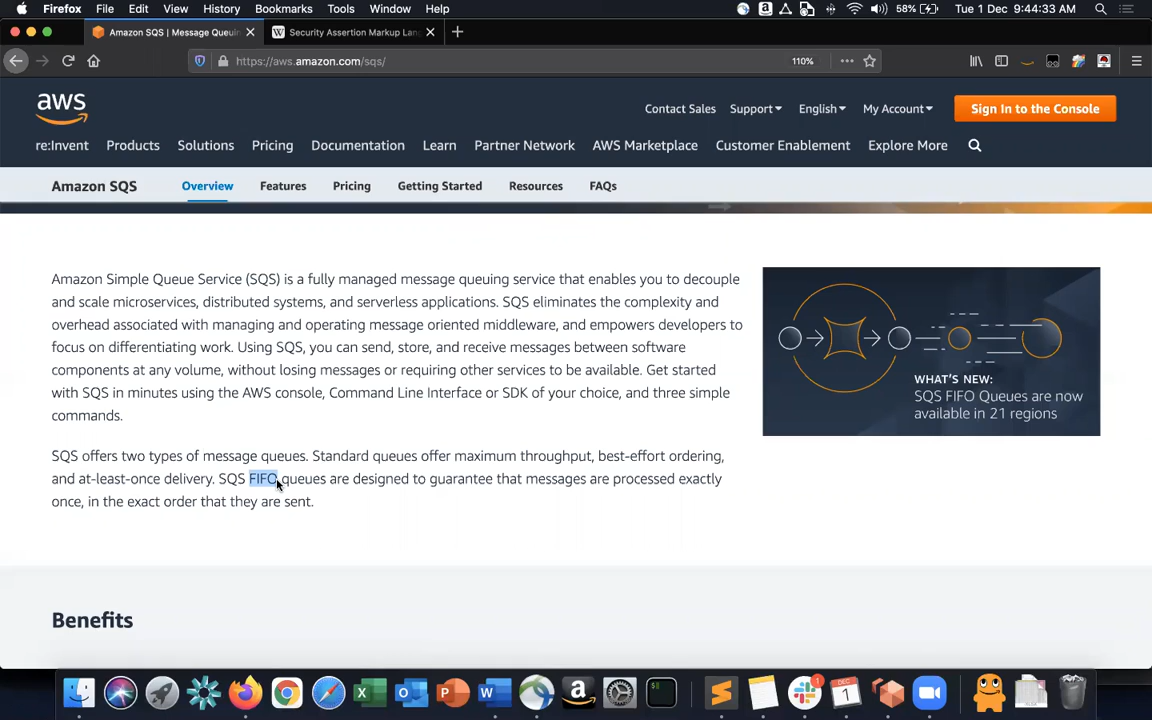 Firefox File Edit View History Bookmarks Tools Window Help 58% Tue 1 Dec 9:44:33 AM
Amazon SQS | Message Queuin
Security Assertion Markup Lang
https://aws.amazon.com/sqs/ 110%
aws
Contact Sales Support English My Account Sign In to the Console
re:Invent Products Solutions Pricing Documentation Learn Partner Network AWS Marketplace Customer Enablement Explore More
Amazon SQS Overview Features Pricing Getting Started Resources FAQs
Amazon Simple Queue Service (SQS) is a fully managed message queuing service that enables you to decouple
and scale microservices, distributed systems, and serverless applications. SQS eliminates the complexity and
overhead associated with managing and operating message oriented middleware, and empowers developers to
focus on differentiating work. Using SQS, you can send, store, and receive messages between software
components at any volume, without losing messages or requiring other services to be available. Get started
with SQS in minutes using the AWS console, Command Line Interface or SDK of your choice, and three simple
commands.
WHAT'S NEW:
SQS FIFO Queues are now
available in 21 regions
SQS offers two types of message queues. Standard queues offer maximum throughput, best-effort ordering,
and at-least-once delivery. SQS FIFO queues are designed to guarantee that messages are processed exactly
once, in the exact order that they are sent.
Benefits